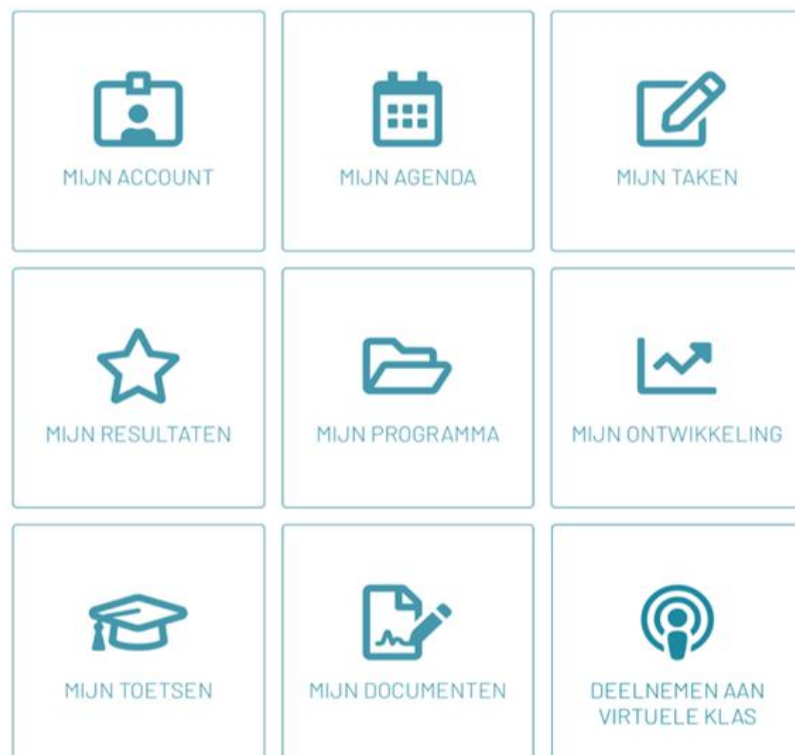 MIJN ACCOUNT
MIJN AGENDA
MIJN TAKEN
MIJN RESULTATEN
MIJN PROGRAMMA
MIJN ONTWIKKELING
MIJN TOETSEN
MIJN DOCUMENTEN
DEELNEMEN AAN
VIRTUELE KLAS